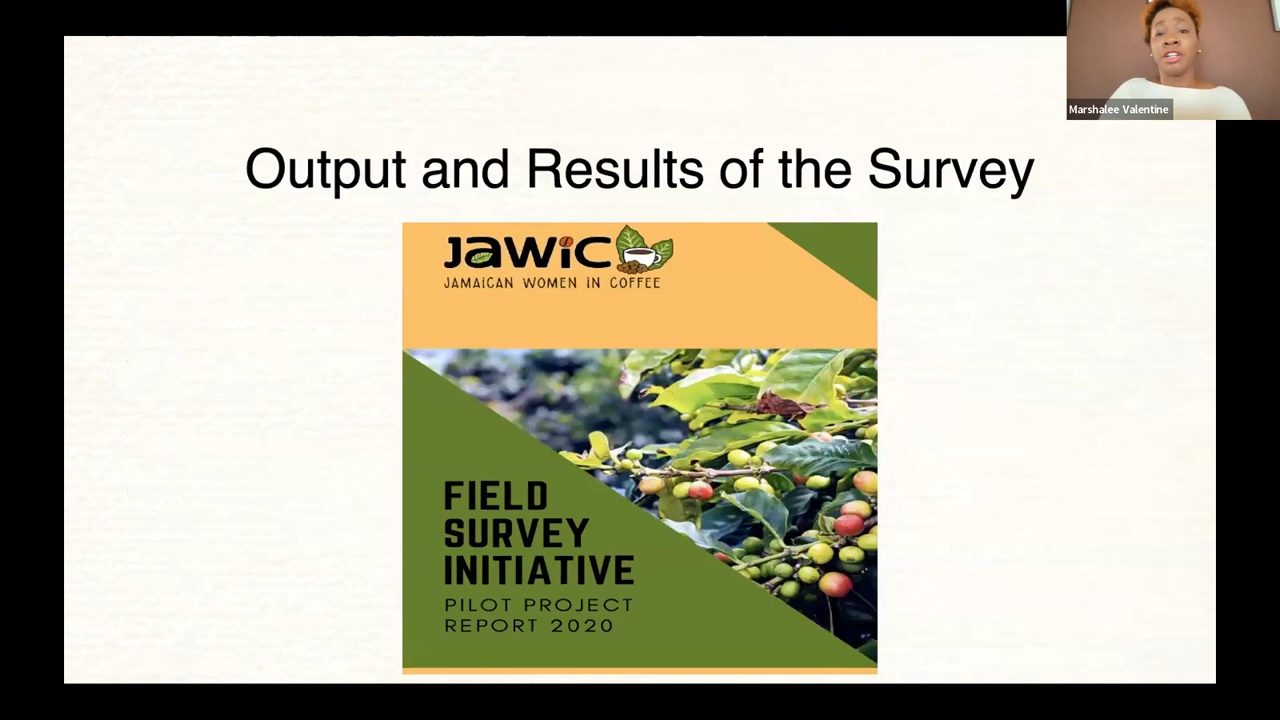 Marshalee Valentine
Output and Results of the Survey
JaWiC
JAMAICAN WOMEN IN COFFEE
FIELD
SURVEY
INITIATIVE
PILOT PROJECT
REPORT 2020